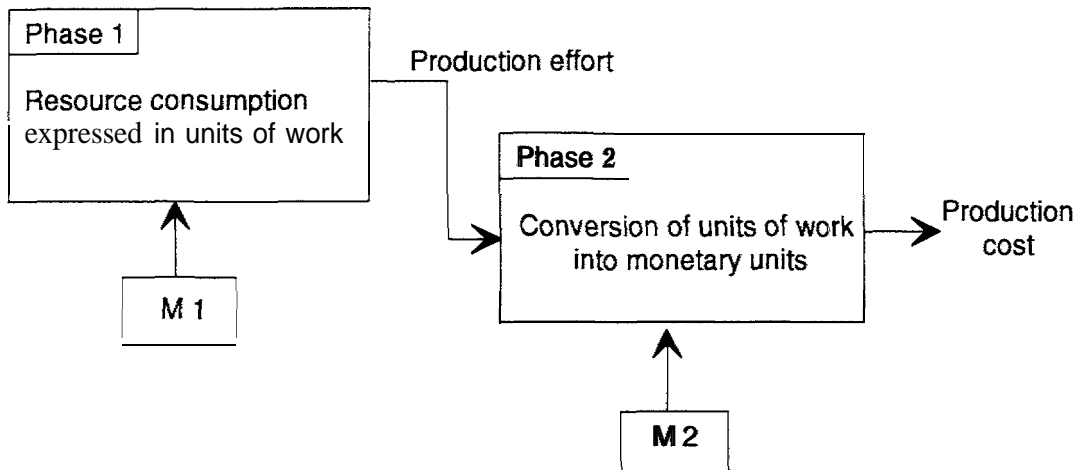 Phase 1
Resource consumption
expressed in units of work
Production effort
M 1
Phase 2
Conversion of units of work
into monetary units
Production
cost
M 2